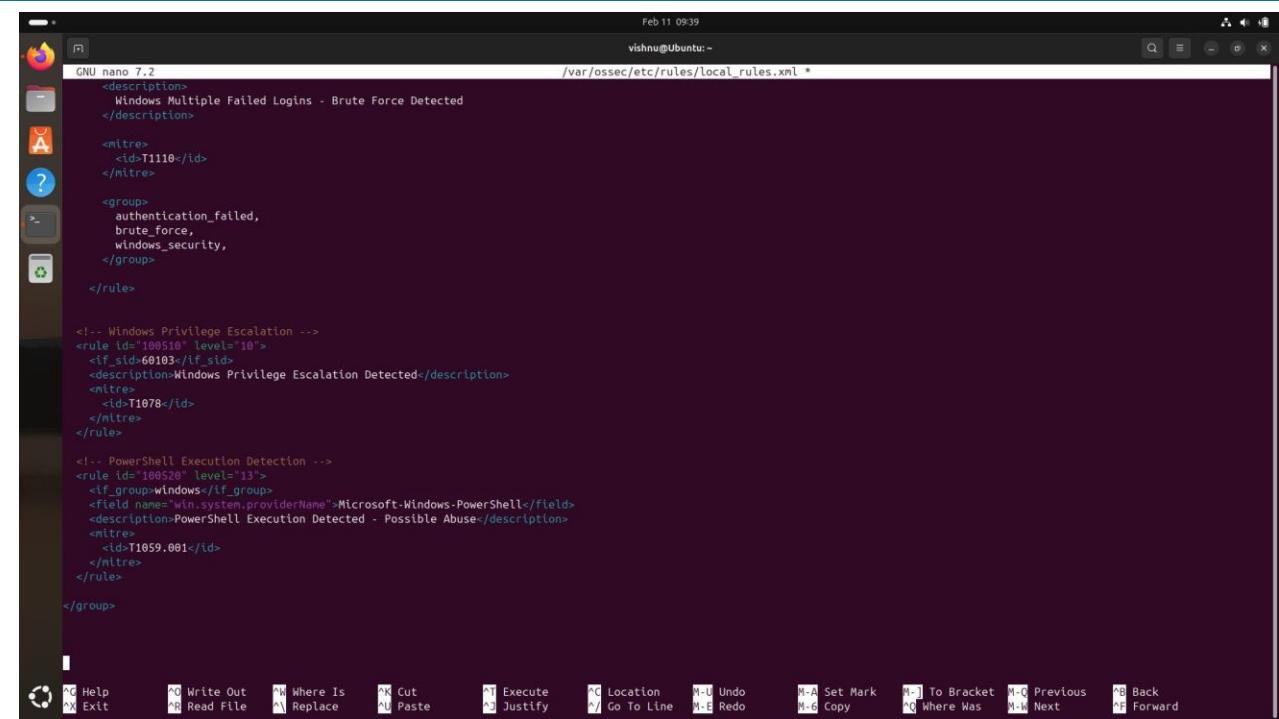 Feb 11 09:39
vishnu@Ubuntu: ~
GNU nano 7.2 /var/ossec/etc/rules/local_rules.xml *
<description>
Windows Multiple Failed Logins - Brute Force Detected
</description>
<mitre>
<id>T1110</id>
</mitre>
<group>
authentication_failed,
brute_force,
windows_security,
</group>
</rule>
<!-- Windows Privilege Escalation -->
<rule id="100510" level="10">
<if_sid>60103</if_sid>
<description>Windows Privilege Escalation Detected</description>
<mitre>
<id>T1078</id>
</mitre>
</rule>
<!-- PowerShell Execution Detection -->
<rule id="100520" level="13">
<if_group>windows</if_group>
<field name="win.system.providerName">Microsoft-Windows-PowerShell</field>
<description>PowerShell Execution Detected - Possible Abuse</description>
<mitre>
<id>T1059.001</id>
</mitre>
</rule>
</group>
^G Help ^O Write Out ^W Where Is ^K Cut ^T Execute ^C Location M-U Undo M-A Set Mark M-] To Bracket M-Q Previous ^B Back
^X Exit ^R Read File ^\ Replace ^U Paste ^J Justify ^/ Go To Line M-E Redo M-6 Copy ^Q Where Was M-W Next ^F Forward